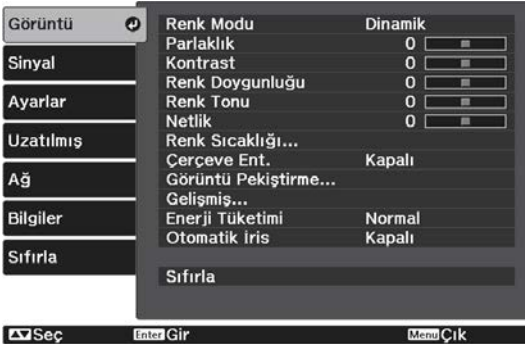 Görüntü
Sinyal
Ayarlar
Uzatılmış
Ağ
Bilgiler
Sıfırla
Renk Modu Dinamik
Parlaklık 0
Kontrast 0
Renk Doygunluğu 0
Renk Tonu 0
Netlik 0
Renk Sıcaklığı...
Çerçeve Ent. Kapalı
Görüntü Pekiştirme...
Gelişmiş...
Enerji Tüketimi Normal
Otomatik İris Kapalı
Sıfırla
Seç Enter Gir Menu Çık